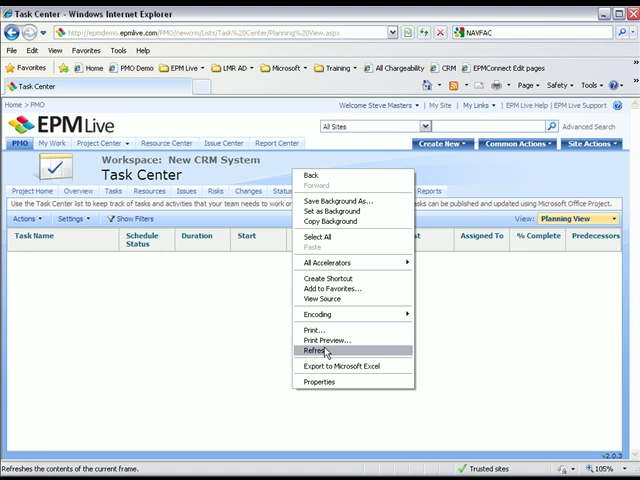 Task Center - Windows Internet Explorer
http://epmdemo.epmlive.com/PMO/newcrm/Lists/Task%20Center/Planning%20View.aspx
NAVFAC
File Edit View Favorites Tools Help
Favorites Home PMO Demo EPM Live LMR AD Microsoft Training All Chargeability CRM EPMConnect Edit pages
Task Center
Page Safety Tools
Home > PMO
Welcome Steve Masters My Site My Links EPM Live Help EPM Live Support
EPMLive
All Sites
Advanced Search
PMO My Work Project Center Resource Center Issue Center Report Center
Create New Common Actions Site Actions
Workspace: New CRM System
Task Center
Project Home Overview Tasks Resources Issues Risks Changes Status Reports
Use the Task Center list to keep track of tasks and activities that your team needs to work on
asks can be published and updated using Microsoft Office Project.
Actions Settings Show Filters
View: Planning View
Task Name Schedule Status Duration Start Assigned To % Complete Predecessors
Back
Forward
Save Background As...
Set as Background
Copy Background
Select All
Paste
All Accelerators
Create Shortcut
Add to Favorites...
View Source
Encoding
Print...
Print Preview...
Refresh
Export to Microsoft Excel
Properties
v2.0.3
Refreshes the contents of the current frame.
Trusted sites
105%